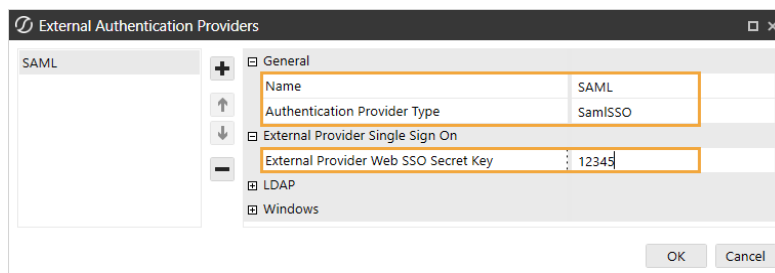 External Authentication Providers
SAML
General
Name SAML
Authentication Provider Type SamlSSO
External Provider Single Sign On
External Provider Web SSO Secret Key 12345
LDAP
Windows
OK Cancel